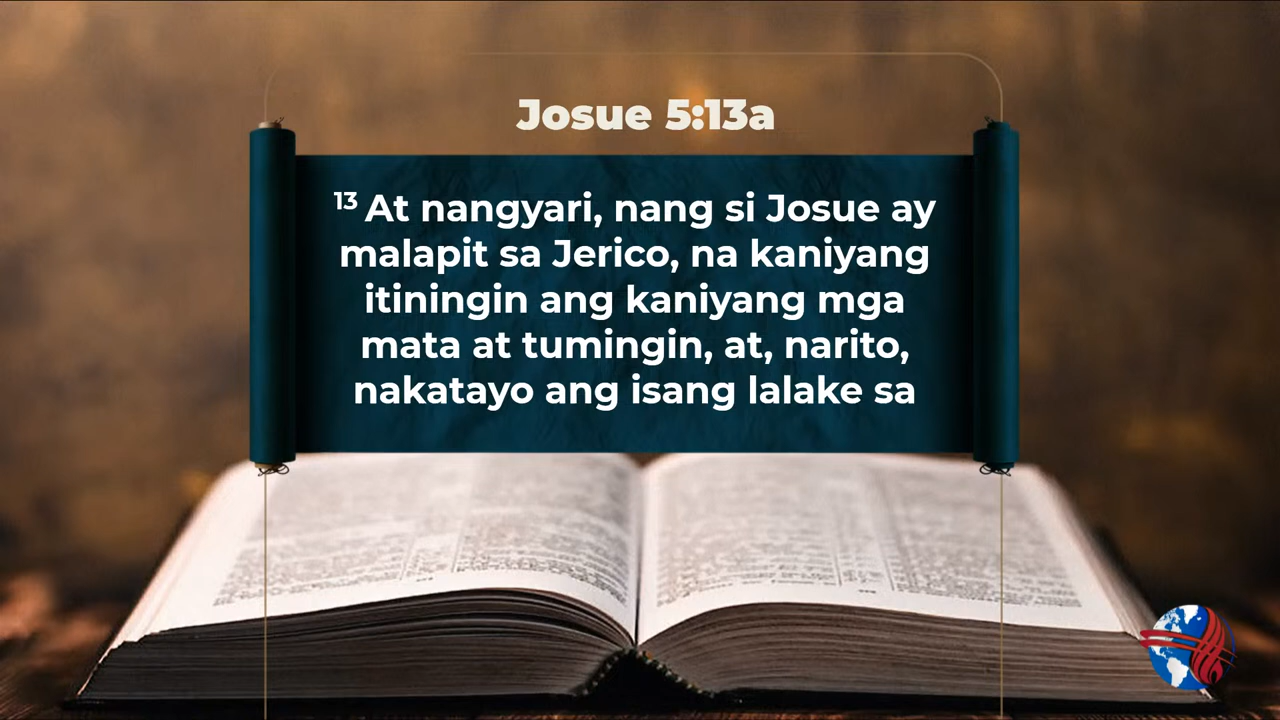 Josue 5:13a
13 At nangyari, nang si Josue ay
malapit sa Jerico, na kaniyang
itiningin ang kaniyang mga
mata at tumingin, at, narito,
nakatayo ang isang lalake sa